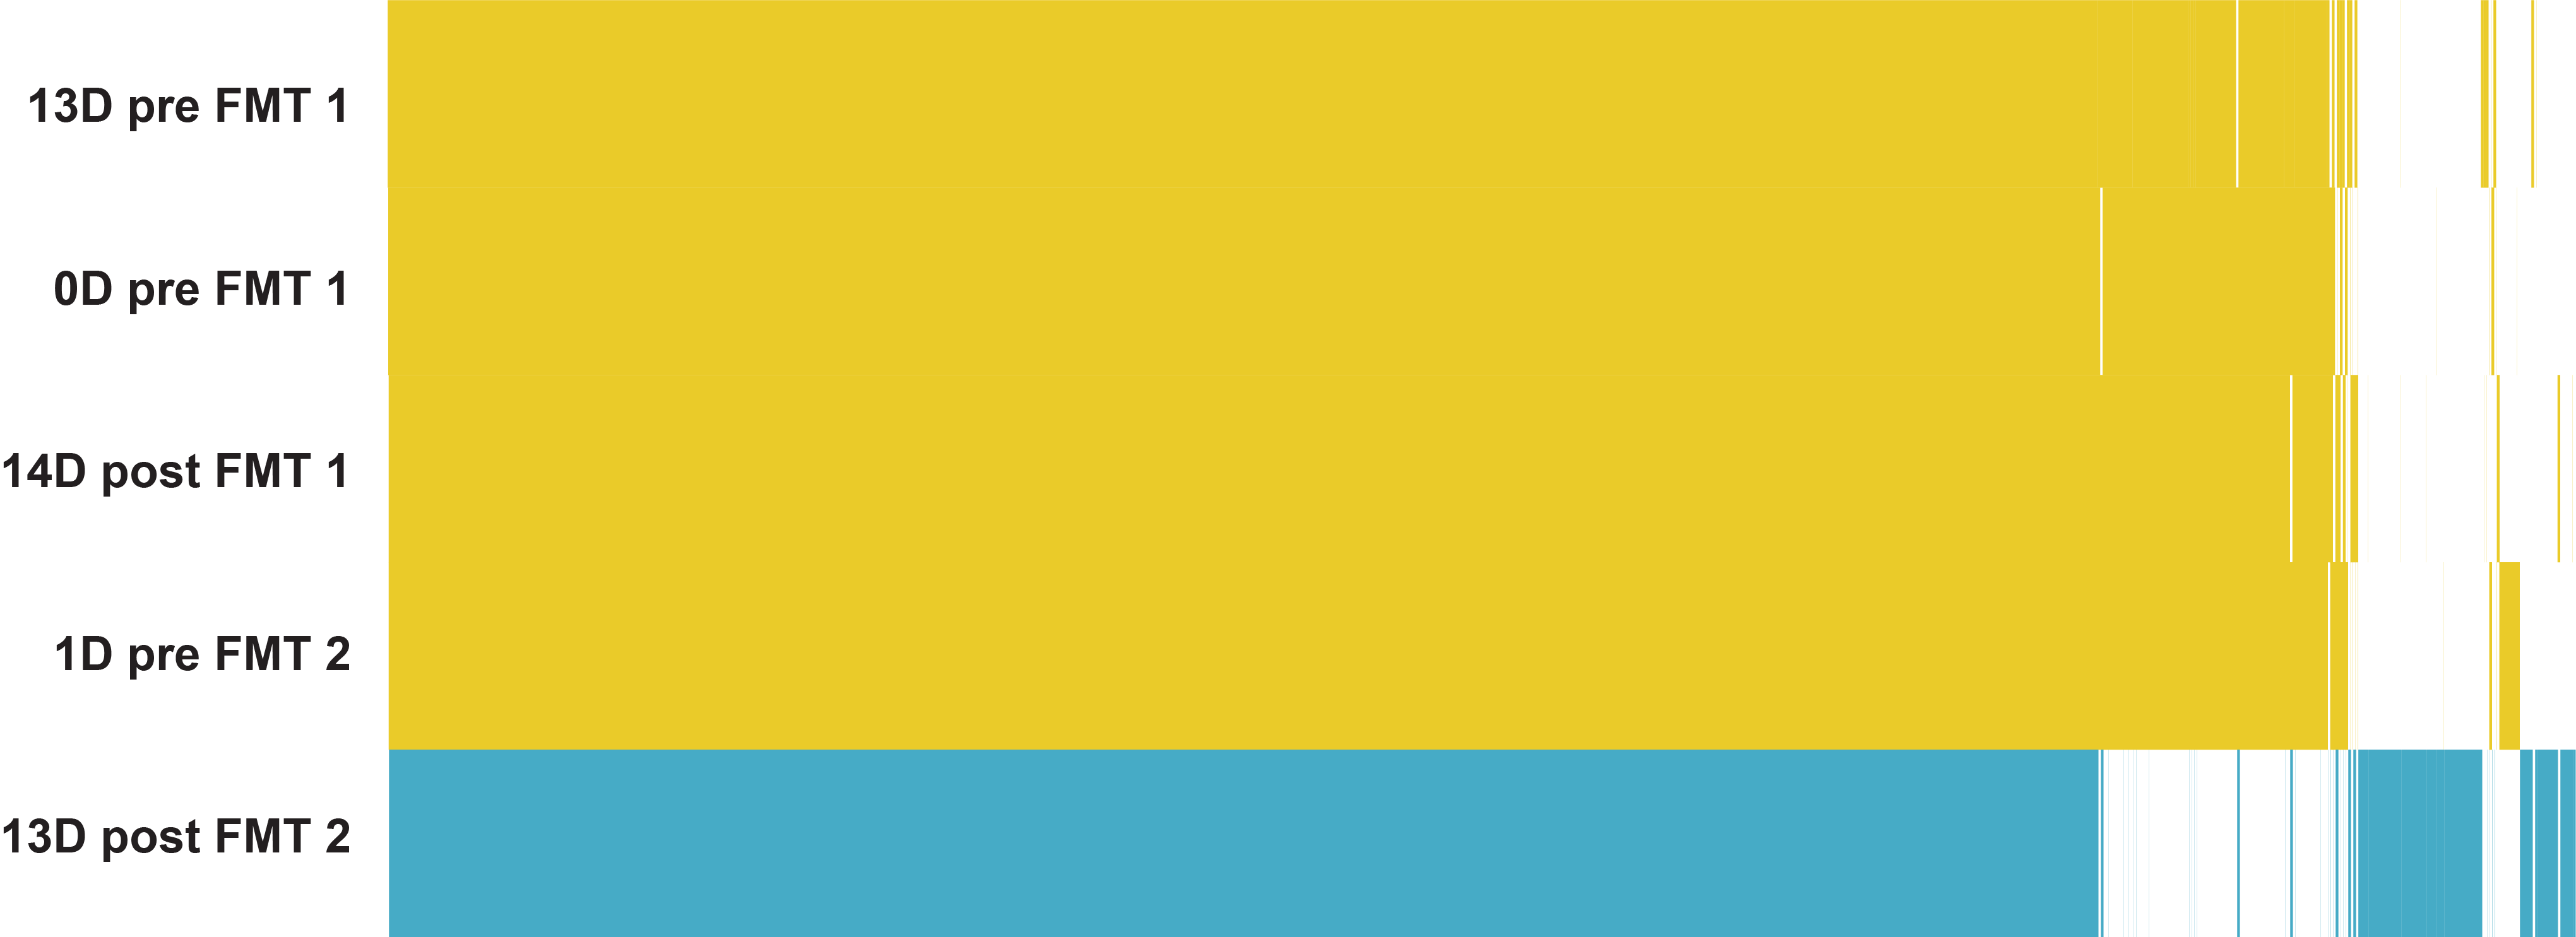 13D pre FMT 1
0D pre FMT 1
14D post FMT 1
1D pre FMT 2
13D post FMT 2